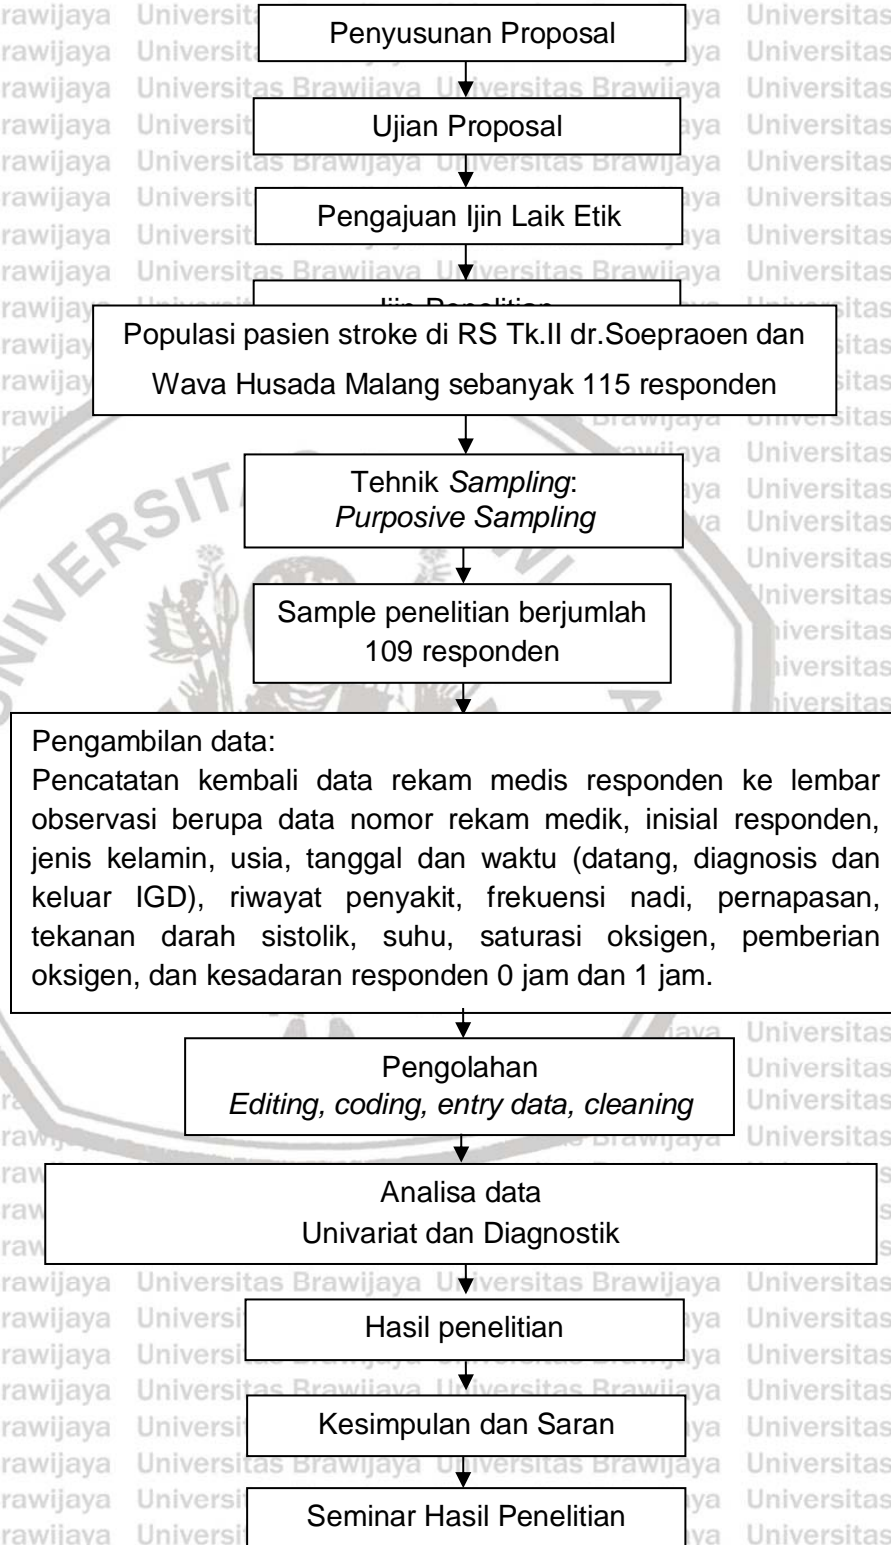 Penyusunan Proposal
Ujian Proposal
Pengajuan Ijin Laik Etik
Ijin Penelitian
Populasi pasien stroke di RS Tk.II dr.Soepraoen dan
Wava Husada Malang sebanyak 115 responden
Tehnik Sampling:
Purposive Sampling
Sample penelitian berjumlah
109 responden
Pengambilan data:
Pencatatan kembali data rekam medis responden ke lembar
observasi berupa data nomor rekam medik, inisial responden,
jenis kelamin, usia, tanggal dan waktu (datang, diagnosis dan
keluar IGD), riwayat penyakit, frekuensi nadi, pernapasan,
tekanan darah sistolik, suhu, saturasi oksigen, pemberian
oksigen, dan kesadaran responden 0 jam dan 1 jam.
Pengolahan
Editing, coding, entry data, cleaning
Analisa data
Univariat dan Diagnostik
Hasil penelitian
Kesimpulan dan Saran
Seminar Hasil Penelitian